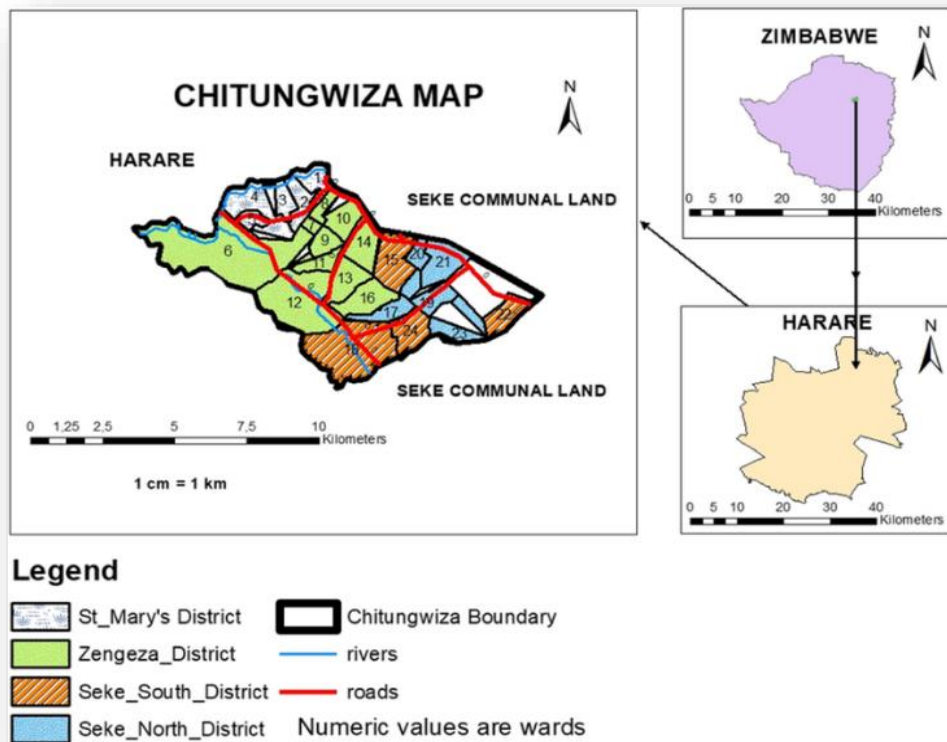 CHITUNGWIZA MAP
N
HARARE
SEKE COMMUNAL LAND
1
4
3
2
8
10
6
9
14
11
15
20
21
13
12
16
17
19
22
24
23
18
SEKE COMMUNAL LAND
0 1,25 2,5 5 7,5 10
Kilometers
1 cm = 1 km
ZIMBABWE
N
0 5 10 20 30 40
Kilometers
HARARE
N
0 5 10 20 30 40
Kilometers
Legend
St_Mary's District
Zengeza_District
Seke_South_District
Seke_North_District
Chitungwiza Boundary
rivers
roads
Numeric values are wards